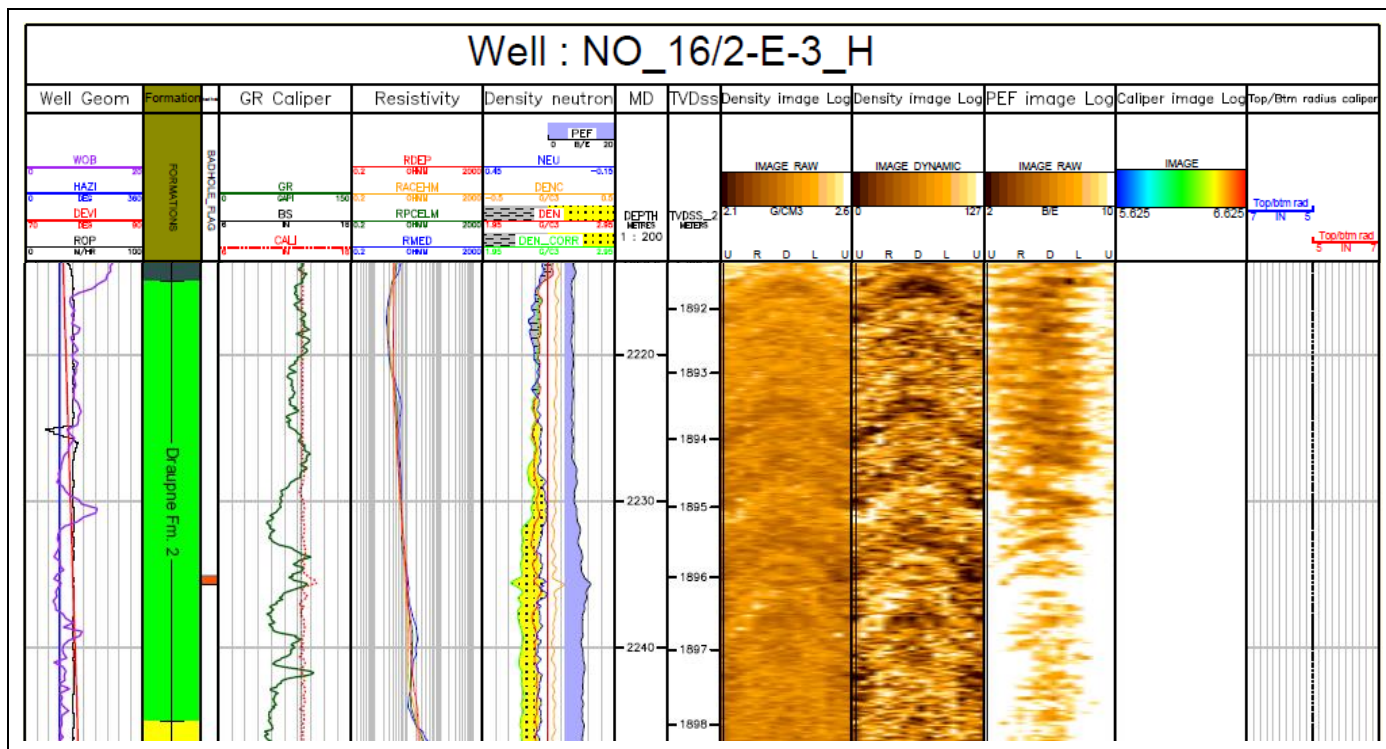 Well : NO_16/2-E-3_H
Well Geom Formation GR Caliper Resistivity Density neutron MD TVDss Density image Log Density image Log PEF image Log Caliper image Log Top/Btm radius caliper
WOB
0 20
HAZI
0 DEG 360
DEVI
70 DEG 90
ROP
0 M/HR 100
FORMATIONS
BADHOLE_FLAG
GR
0 GAPI 150
BS
6 IN 16
CALI
6 IN 16
RDEP
0.2 OHMM 2000
RACEHM
0.2 OHMM 2000
RPCELM
0.2 OHMM 2000
RMED
0.2 OHMM 2000
PEF
0 B/E 20
NEU
0.45 -0.15
DENC
-0.5 G/C3 0.5
DEN
1.95 G/C3 2.95
DEN_CORR
1.95 G/C3 2.95
DEPTH
METRES
1 : 200
TVDSS_2
METERS
IMAGE RAW
2.1 G/CM3 2.6
U R D L U
IMAGE DYNAMIC
0 127
U R D L U
IMAGE RAW
2 B/E 10
U R D L U
IMAGE
5.625 6.625
Top/btm rad
7 IN 5
Top/btm rad
5 IN 7
Draupne Fm. 2
2220
2230
2240
1892
1893
1894
1895
1896
1897
1898